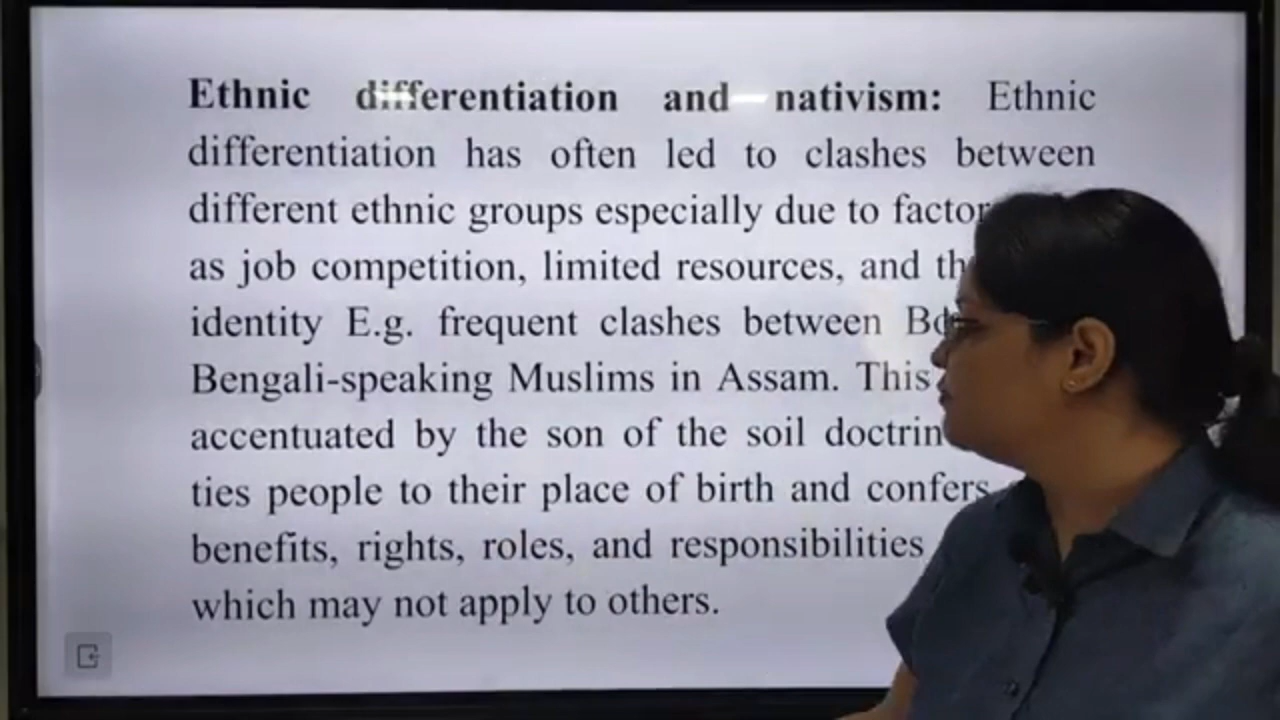 Ethnic differentiation and nativism: Ethnic
differentiation has often led to clashes between
different ethnic groups especially due to
as job competition, limited resources, and
identity E.g. frequent clashes between
Bengali-speaking Muslims in Assam. This
accentuated by the son of the soil
ties people to their place of birth and confers
benefits, rights, roles, and responsibilities
which may not apply to others.